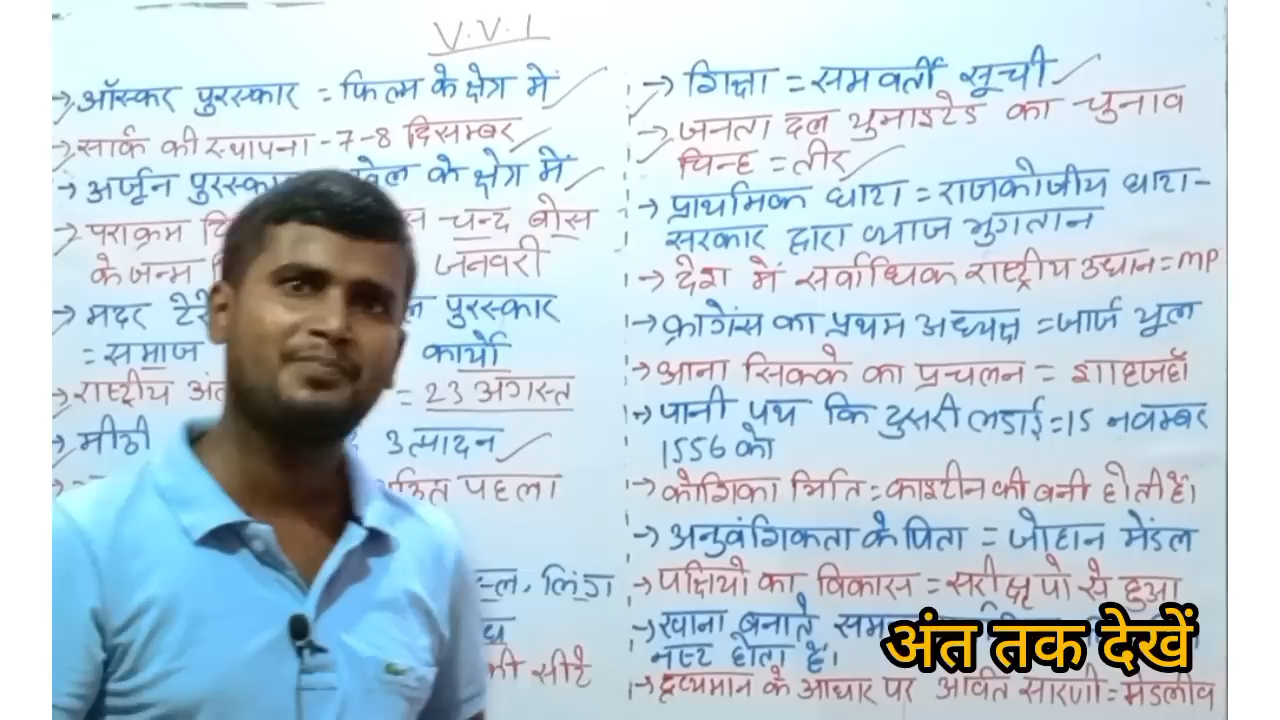 V.V.I
→ ऑस्कर पुरस्कार = फिल्म के क्षेत्र में
→ सार्क की स्थापना - 7-8 दिसम्बर
→ अर्जून पुरस्का खेल के क्षेत्र में
→ पराक्रम चन्द्र बोस
के जन्म जनवरी
→ मदर पुरस्कार
= समाज कार्यो
→ राष्ट्रीय अंत = 23 अगस्त
→ मीठी उत्पादन
पहला
लिंग
की सीटे
→ शिक्षा = समवर्ती सूची
→ जनता दल युनाइटेड का चुनाव
चिन्ह = तीर
→ प्राथमिक घाटा = राजकोजीय घाटा -
सरकार द्वारा व्याज भुगतान
→ देश में सर्वाधिक राष्ट्रीय उधान = MP
→ क्रांगेस का प्रथम अध्यक्ष = जार्ज यूल
→ आना सिक्के का प्रचलन = शाहजहाँ
→ पानी पथ कि दुसरी लडाई = 15 नवम्बर
1556 को
→ कोशिका भिति = काइटीन की बनी होती हैं।
→ अनुवंशिकता के पिता = जोहान मेंडल
→ पक्षियो का विकास = सरीक्षृपो से हुआ
→ खाना बनाते सम
नष्ट होता हैं।
→ द्रव्यमान के आधार पर आवर्त सारणी = मेडलीव
अंत तक देखें